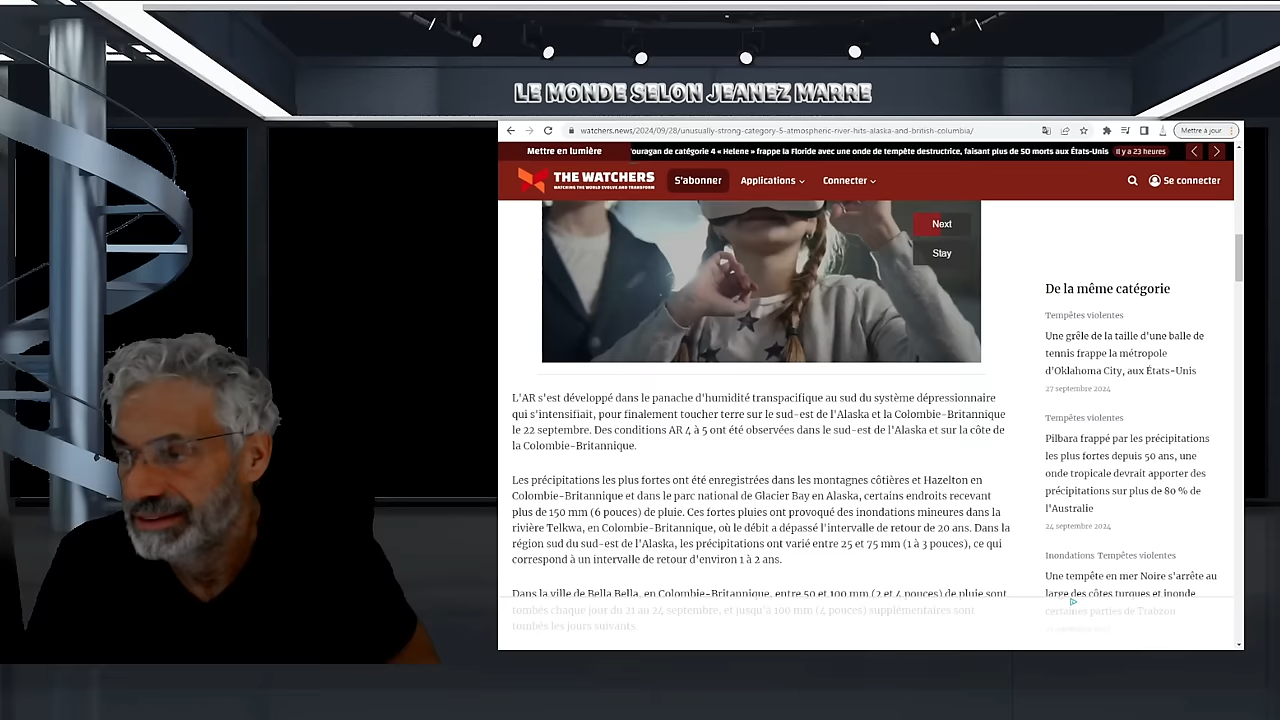 LE MONDE SELON JEANEZ MARRE
watchers.news/2024/09/28/unusually-strong-category-5-atmospheric-river-hits-alaska-and-british-columbia/
Mettre à jour
Mettre en lumière
ouragan de catégorie 4 « Helene » frappe la Floride avec une onde de tempête destructrice, faisant plus de 50 morts aux États-Unis
Il y a 23 heures
THE WATCHERS
WATCHING THE WORLD EVOLVE AND TRANSFORM
S'abonner
Applications
Connecter
Se connecter
Next
Stay
L'AR s'est développé dans le panache d'humidité transpacifique au sud du système dépressionnaire
qui s'intensifiait, pour finalement toucher terre sur le sud-est de l'Alaska et la Colombie-Britannique
le 22 septembre. Des conditions AR 4 à 5 ont été observées dans le sud-est de l'Alaska et sur la côte de
la Colombie-Britannique.
Les précipitations les plus fortes ont été enregistrées dans les montagnes côtières et Hazelton en
Colombie-Britannique et dans le parc national de Glacier Bay en Alaska, certains endroits recevant
plus de 150 mm (6 pouces) de pluie. Ces fortes pluies ont provoqué des inondations mineures dans la
rivière Telkwa, en Colombie-Britannique, où le débit a dépassé l'intervalle de retour de 20 ans. Dans la
région sud du sud-est de l'Alaska, les précipitations ont varié entre 25 et 75 mm (1 à 3 pouces), ce qui
correspond à un intervalle de retour d'environ 1 à 2 ans.
Dans la ville de Bella Bella, en Colombie-Britannique, entre 50 et 100 mm (2 et 4 pouces) de pluie sont
tombés chaque jour du 21 au 24 septembre, et jusqu'à 100 mm (4 pouces) supplémentaires sont
tombés les jours suivants.
De la même catégorie
Tempêtes violentes
Une grêle de la taille d'une balle de
tennis frappe la métropole
d'Oklahoma City, aux États-Unis
27 septembre 2024
Tempêtes violentes
Pilbara frappé par les précipitations
les plus fortes depuis 50 ans, une
onde tropicale devrait apporter des
précipitations sur plus de 80 % de
l'Australie
24 septembre 2024
Inondations Tempêtes violentes
Une tempête en mer Noire s'arrête au
large des côtes turques et inonde
certaines parties de Trabzon